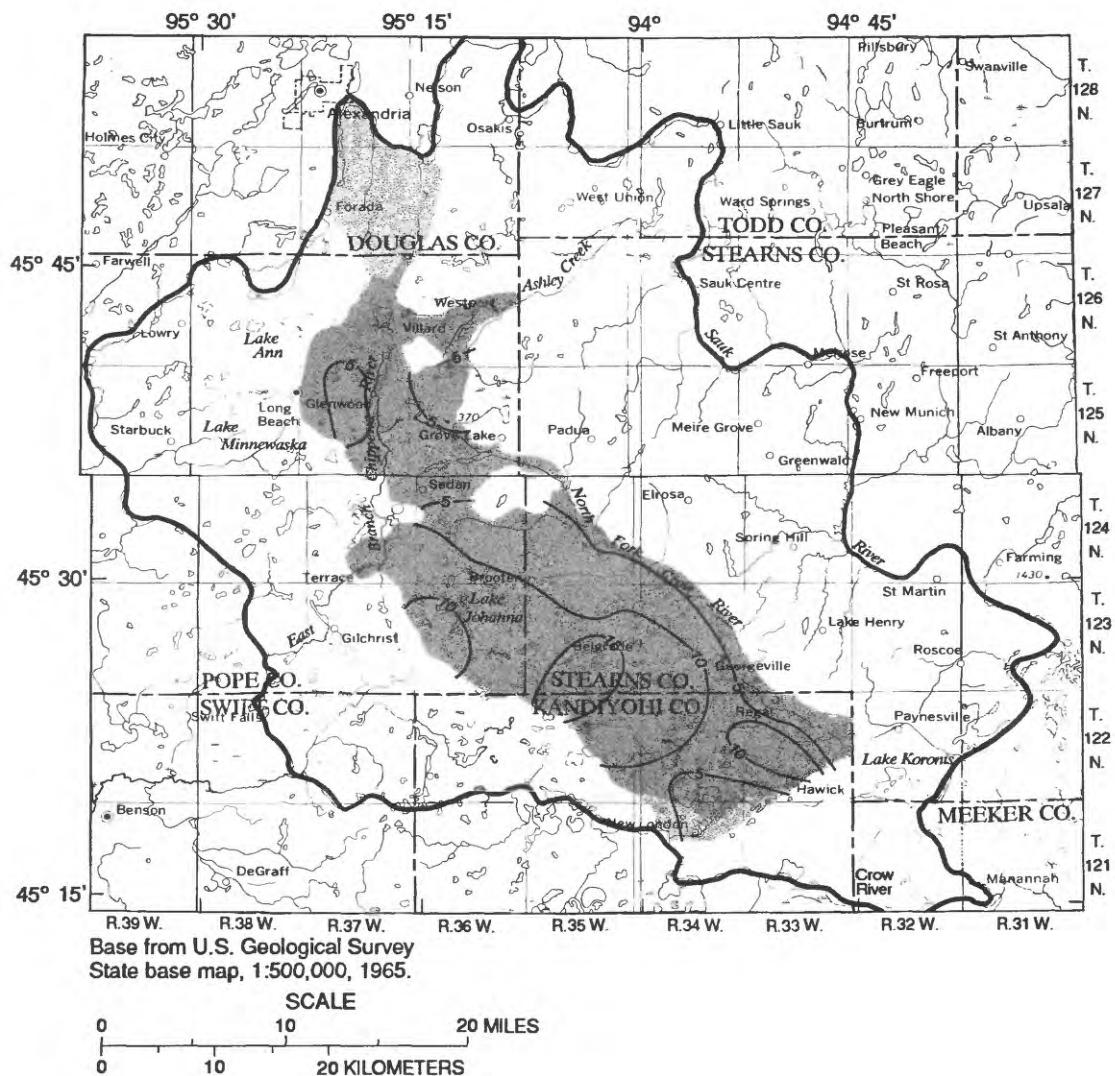 95° 30' 95° 15' 94° 94° 45'
Pillsbury
Swanville
T.
128
N.
Nelson
Alexandria
Osakis
Little Sauk
Burtrum
Holmes City
Grey Eagle
North Shore
T.
127
N.
West Union
Ward Springs
Upsala
Forada
TODD CO.
Pleasant
Beach
DOUGLAS CO.
STEARNS CO.
45° 45'
Farwell
Ashley Creek
Sauk Centre
St Rosa
T.
126
N.
Westport
Villard
Lowry
Lake
Ann
Sauk
St Anthony
Melrose
Freeport
5
River
Long
Beach
Glenwood
5
1370
New Munich
T.
125
N.
Starbuck
Lake
Minnewaska
Chippewa
Grove Lake
Padua
Meire Grove
Albany
Greenwald
Sedan
North
Elrosa
5
T.
124
N.
Branch
Fork
Spring Hill
River
Farming
1430
45° 30'
Terrace
Brooten
Crow
St Martin
Lake
Johanna
River
T.
123
N.
East
Gilchrist
10
Lake Henry
Belgrade
10
Roscoe
Georgeville
POPE CO.
STEARNS CO.
SWIFT CO.
KANDIYOHI CO.
Swift Falls
Regal
Paynesville
T.
122
N.
10
Lake Koronis
5
Hawick
Benson
MEEKER CO.
New London
T.
121
N.
DeGraff
Crow
River
Manannah
45° 15'
R.39 W. R.38 W. R.37 W. R.36 W. R.35 W. R.34 W. R.33 W. R.32 W. R.31 W.
Base from U.S. Geological Survey
State base map, 1:500,000, 1965.
SCALE
0 10 20 MILES
0 10 20 KILOMETERS